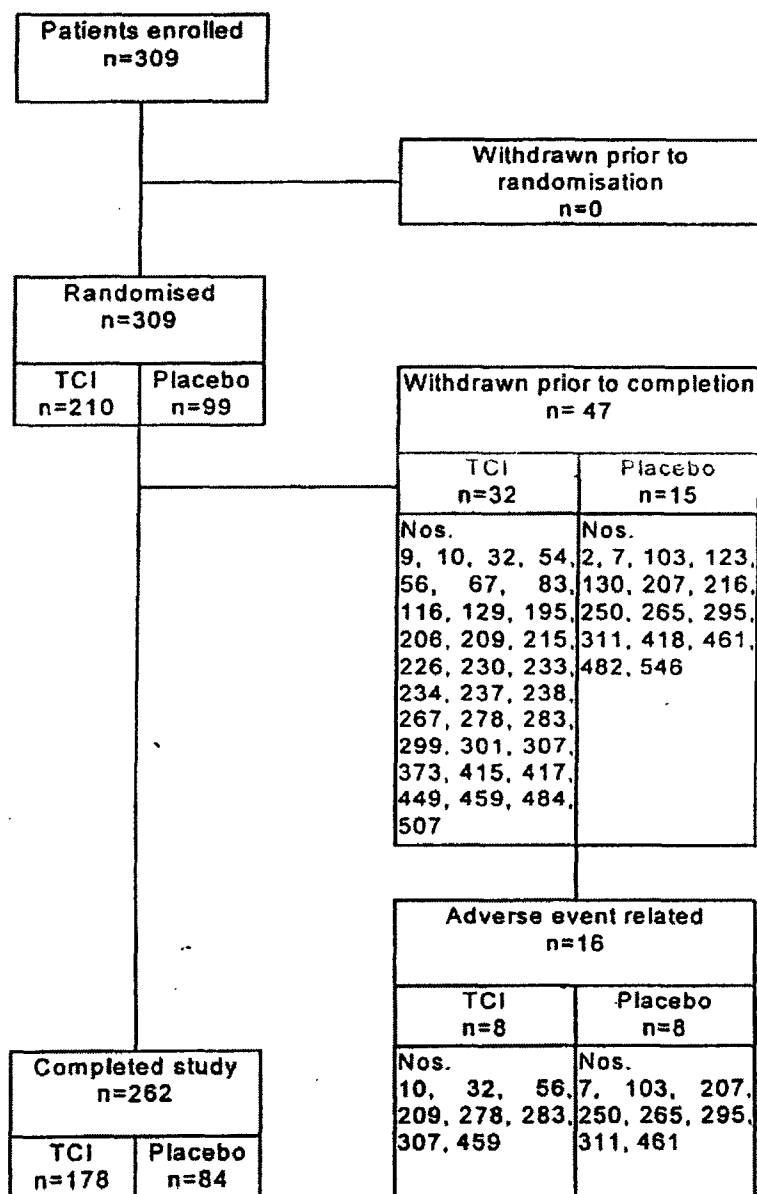 Patients enrolled
n=309
Withdrawn prior to
randomisation
n=0
Randomised
n=309
TCI
n=210
Placebo
n=99
Withdrawn prior to completion
n= 47
TCI
n=32
Placebo
n=15
Nos.
9, 10, 32, 54,
56, 67, 83,
116, 129, 195,
206, 209, 215,
226, 230, 233,
234, 237, 238,
267, 278, 283,
299, 301, 307,
373, 415, 417,
449, 459, 484,
507
Nos.
2, 7, 103, 123,
130, 207, 216,
250, 265, 295,
311, 418, 461,
482, 546
Adverse event related
n=16
TCI
n=8
Placebo
n=8
Nos.
10, 32, 56,
209, 278, 283,
307, 459
Nos.
7, 103, 207,
250, 265, 295,
311, 461
Completed study
n=262
TCI
n=178
Placebo
n=84